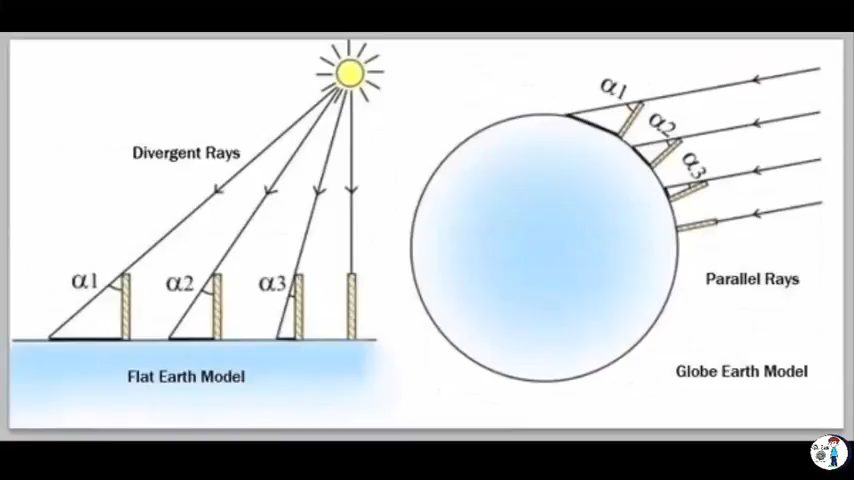 Divergent Rays
α1
α2
α3
Flat Earth Model
α1
α2
α3
Parallel Rays
Globe Earth Model